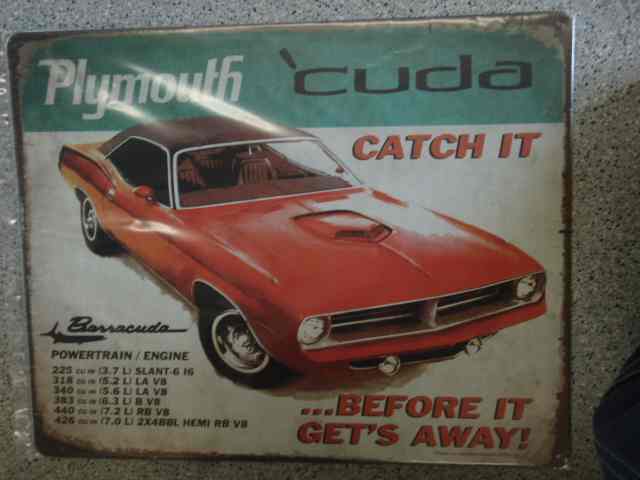 Plymouth 'cuda
CATCH IT
Barracuda
POWERTRAIN / ENGINE
225 CU IN (3.7 L) SLANT-6 I6
318 CU IN (5.2 L) LA V8
340 CU IN (5.6 L) LA V8
383 CU IN (6.3 L) B V8
440 CU IN (7.2 L) RB V8
426 CU IN (7.0 L) 2X4BBL HEMI RB V8
...BEFORE IT
GET'S AWAY!